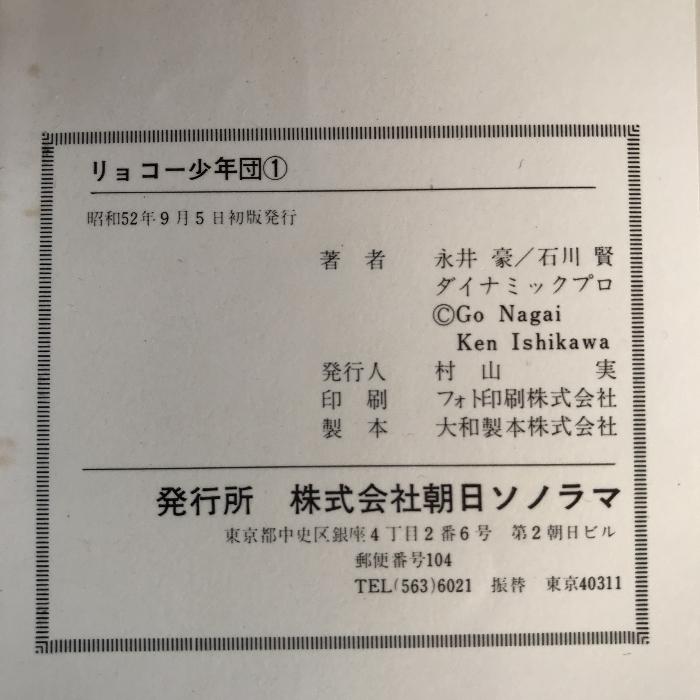 リョコー少年団①
昭和52年9月5日初版発行
著者 永井豪／石川賢
ダイナミックプロ
©Go Nagai
Ken Ishikawa
発行人 村山実
印刷 フォト印刷株式会社
製本 大和製本株式会社
発行所 株式会社朝日ソノラマ
東京都中史区銀座4丁目2番6号 第2朝日ビル
郵便番号104
TEL(563)6021 振替 東京40311